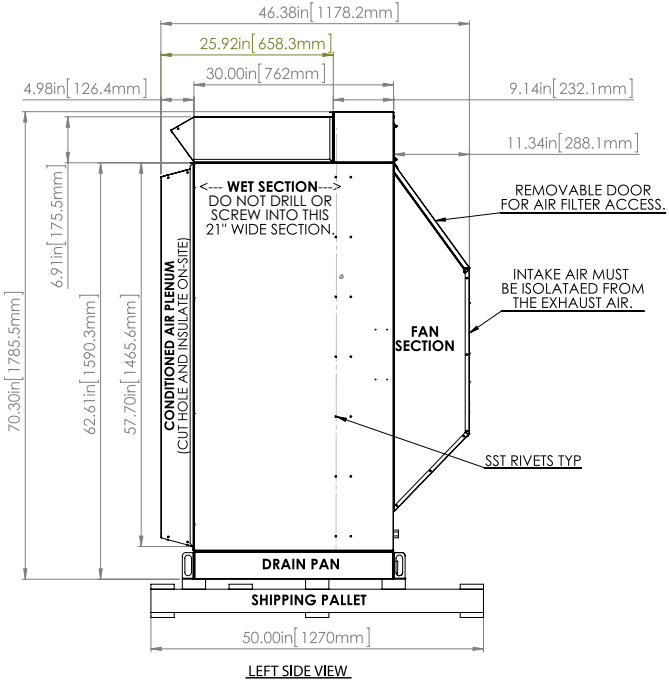 46.38in[1178.2mm]
25.92in[658.3mm]
30.00in[762mm]
4.98in[126.4mm]
9.14in[232.1mm]
11.34in[288.1mm]
<--- WET SECTION--->
DO NOT DRILL OR
SCREW INTO THIS
21" WIDE SECTION.
REMOVABLE DOOR
FOR AIR FILTER ACCESS.
INTAKE AIR MUST
BE ISOLATAED FROM
THE EXHAUST AIR.
6.91in[175.5mm]
70.30in[1785.5mm]
62.61in[1590.3mm]
57.70in[1465.6mm]
CONDITIONED AIR PLENUM
(CUT HOLE AND INSULATE ON-SITE)
FAN
SECTION
SST RIVETS TYP
DRAIN PAN
SHIPPING PALLET
50.00in[1270mm]
LEFT SIDE VIEW